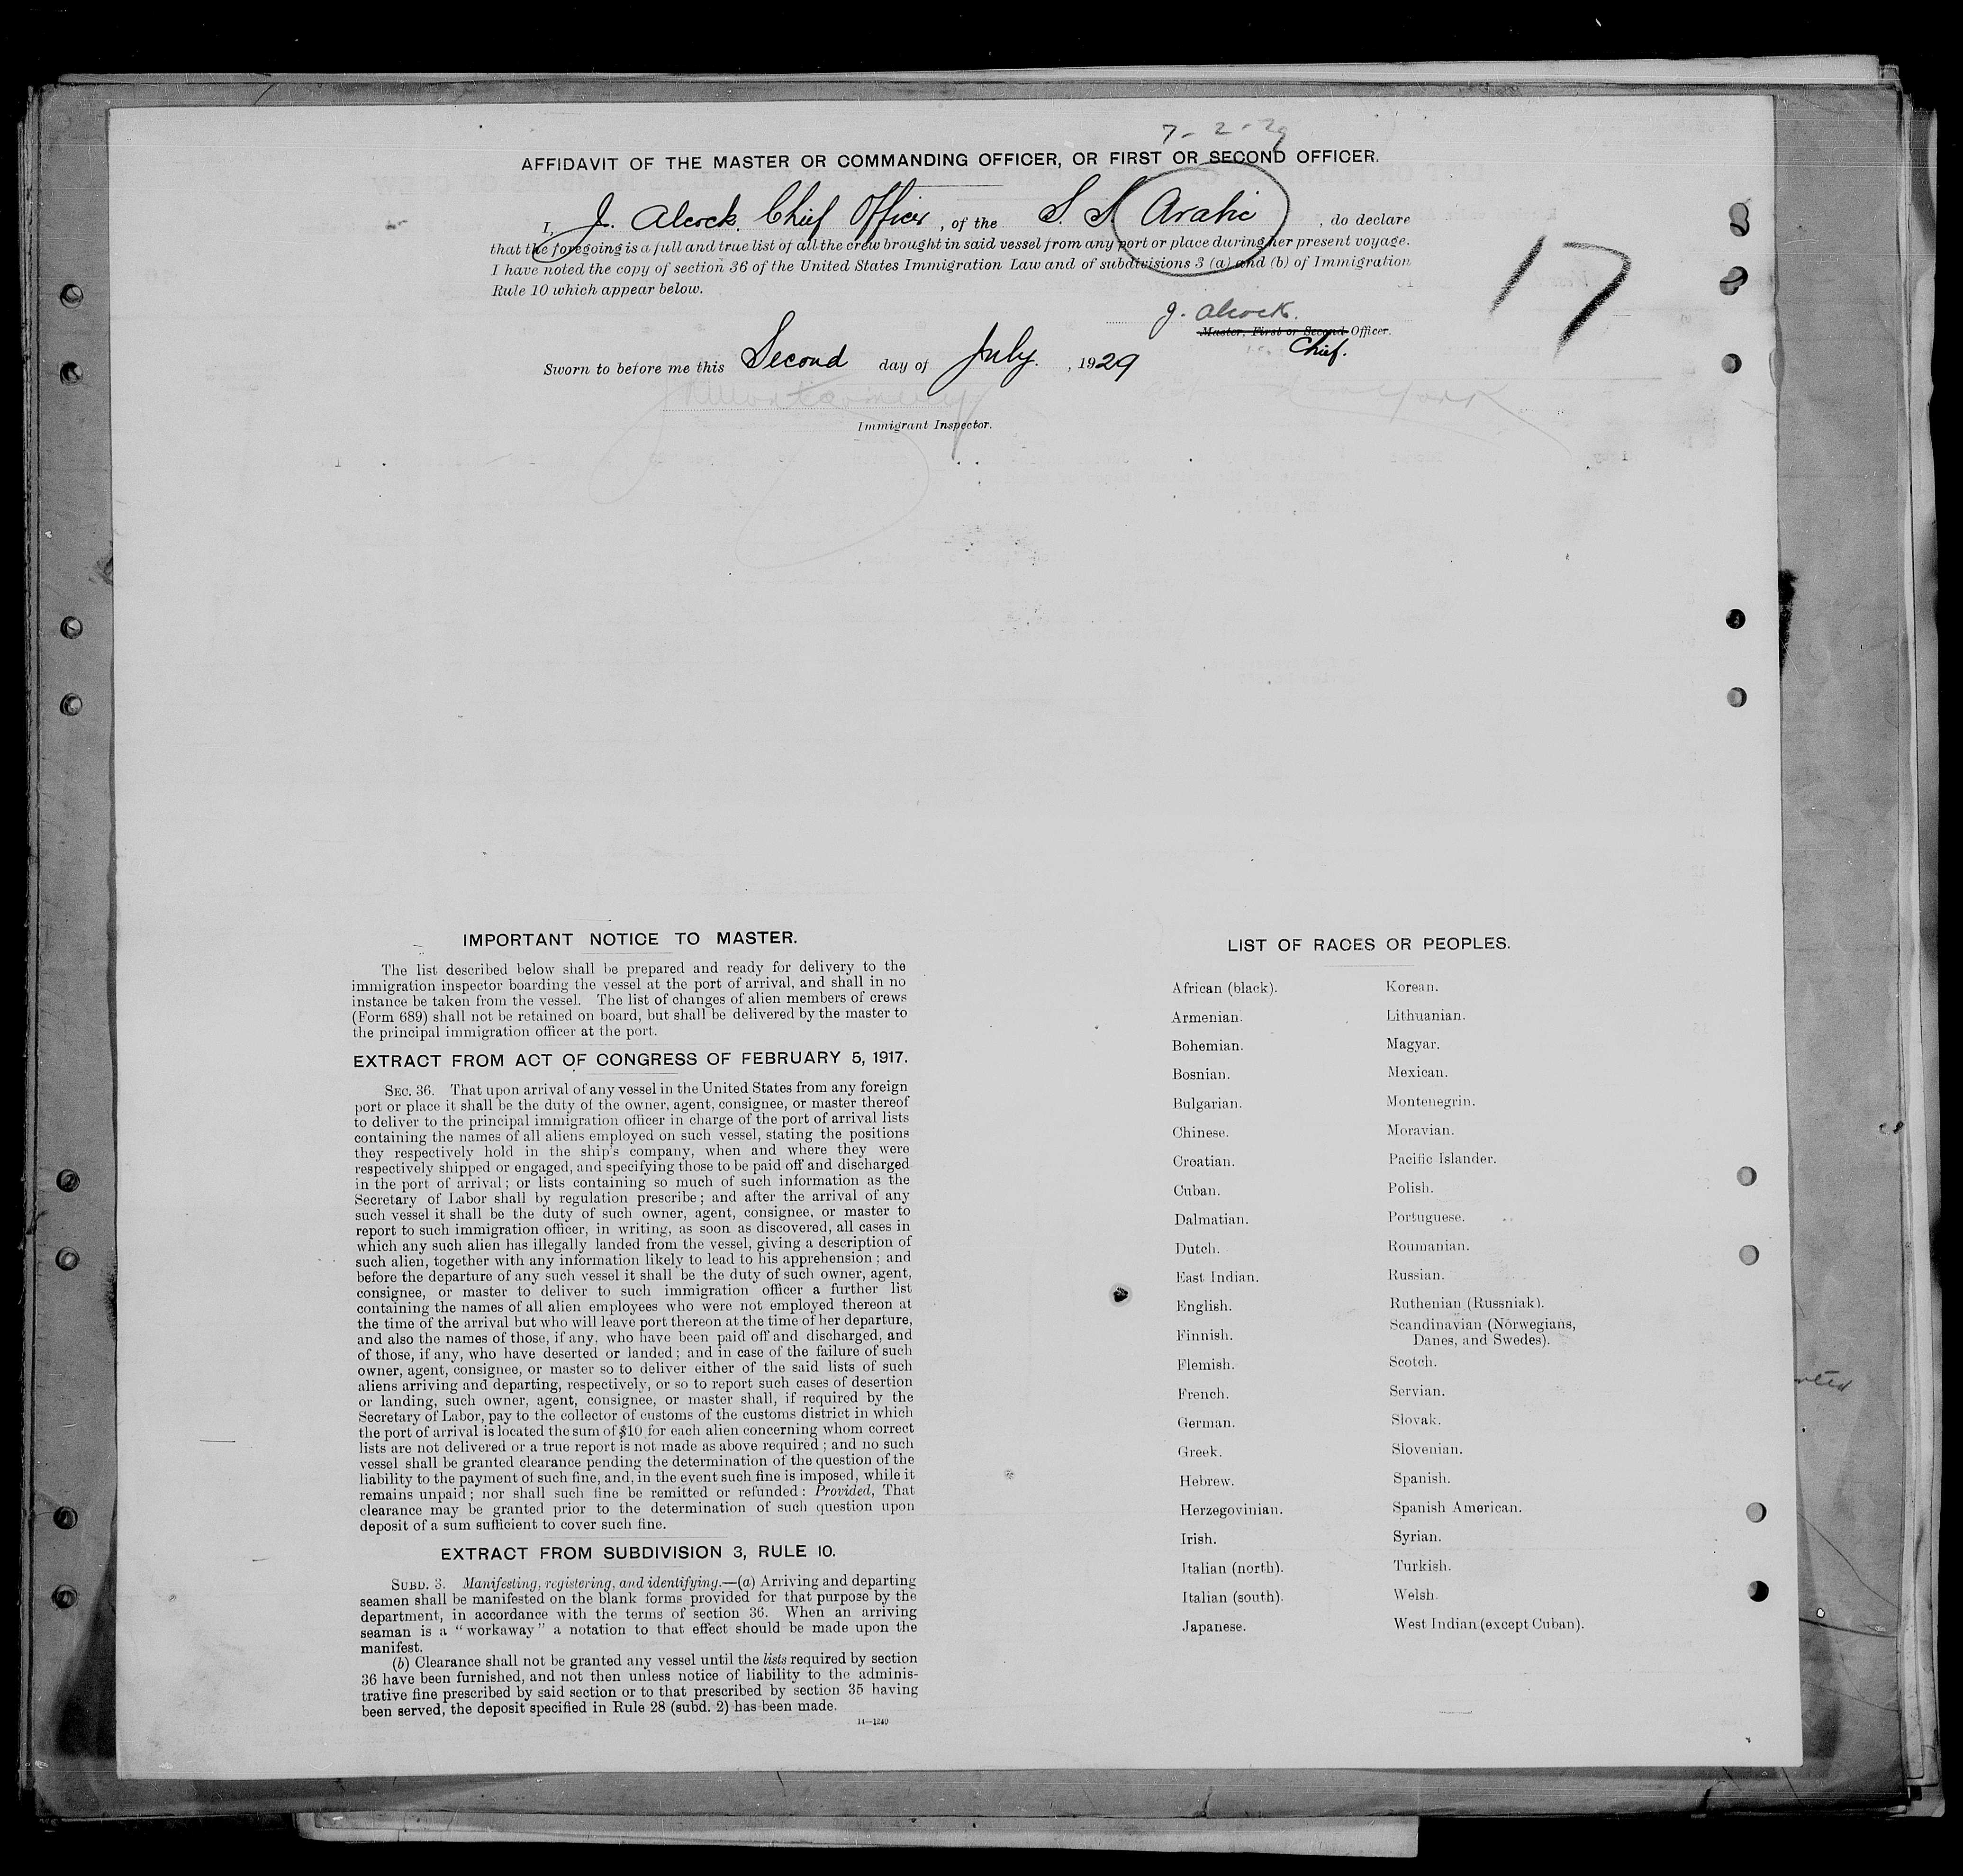 7-2-29
AFFIDAVIT OF THE MASTER OR COMMANDING OFFICER, OR FIRST OR SECOND OFFICER.
I, J. Alcock. Chief Officer, of the S.S Arabic, do declare
that the foregoing is a full and true list of all the crew brought in said vessel from any port or place during her present voyage.
I have noted the copy of section 36 of the United States Immigration Law and of subdivisions 3 (a) and (b) of Immigration
Rule 10 which appear below.
17
J. Alcock.
Master, First or Second Officer.
Chief.
Sworn to before me this Second day of July. , 1929
Immigrant Inspector.
IMPORTANT NOTICE TO MASTER.
The list described below shall be prepared and ready for delivery to the
immigration inspector boarding the vessel at the port of arrival, and shall in no
instance be taken from the vessel. The list of changes of alien members of crews
(Form 689) shall not be retained on board, but shall be delivered by the master to
the principal immigration officer at the port.
EXTRACT FROM ACT OF CONGRESS OF FEBRUARY 5, 1917.
SEC. 36. That upon arrival of any vessel in the United States from any foreign
port or place it shall be the duty of the owner, agent, consignee, or master thereof
to deliver to the principal immigration officer in charge of the port of arrival lists
containing the names of all aliens employed on such vessel, stating the positions
they respectively hold in the ship's company, when and where they were
respectively shipped or engaged, and specifying those to be paid off and discharged
in the port of arrival; or lists containing so much of such information as the
Secretary of Labor shall by regulation prescribe; and after the arrival of any
such vessel it shall be the duty of such owner, agent, consignee, or master to
report to such immigration officer, in writing, as soon as discovered, all cases in
which any such alien has illegally landed from the vessel, giving a description of
such alien, together with any information likely to lead to his apprehension; and
before the departure of any such vessel it shall be the duty of such owner, agent,
consignee, or master to deliver to such immigration officer a further list
containing the names of all alien employees who were not employed thereon at
the time of the arrival but who will leave port thereon at the time of her departure,
and also the names of those, if any, who have been paid off and discharged, and
of those, if any, who have deserted or landed; and in case of the failure of such
owner, agent, consignee, or master so to deliver either of the said lists of such
aliens arriving and departing, respectively, or so to report such cases of desertion
or landing, such owner, agent, consignee, or master shall, if required by the
Secretary of Labor, pay to the collector of customs of the customs district in which
the port of arrival is located the sum of $10 for each alien concerning whom correct
lists are not delivered or a true report is not made as above required; and no such
vessel shall be granted clearance pending the determination of the question of the
liability to the payment of such fine, and, in the event such fine is imposed, while it
remains unpaid; nor shall such fine be remitted or refunded: Provided, That
clearance may be granted prior to the determination of such question upon
deposit of a sum sufficient to cover such fine.
EXTRACT FROM SUBDIVISION 3, RULE 10.
SUBD. 3. Manifesting, registering, and identifying.—(a) Arriving and departing
seamen shall be manifested on the blank forms provided for that purpose by the
department, in accordance with the terms of section 36. When an arriving
seaman is a "workaway" a notation to that effect should be made upon the
manifest.
(b) Clearance shall not be granted any vessel until the lists required by section
36 have been furnished, and not then unless notice of liability to the adminis-
trative fine prescribed by said section or to that prescribed by section 35 having
been served, the deposit specified in Rule 28 (subd. 2) has been made.
14—1240
LIST OF RACES OR PEOPLES.
African (black).
Armenian.
Bohemian.
Bosnian.
Bulgarian.
Chinese.
Croatian.
Cuban.
Dalmatian.
Dutch.
East Indian.
English.
Finnish.
Flemish.
French.
German.
Greek.
Hebrew.
Herzegovinian.
Irish.
Italian (north).
Italian (south).
Japanese.
Korean.
Lithuanian.
Magyar.
Mexican.
Montenegrin.
Moravian.
Pacific Islander.
Polish.
Portuguese.
Roumanian.
Russian.
Ruthenian (Russniak).
Scandinavian (Norwegians,
Danes, and Swedes).
Scotch.
Servian.
Slovak.
Slovenian.
Spanish.
Spanish American.
Syrian.
Turkish.
Welsh.
West Indian (except Cuban).